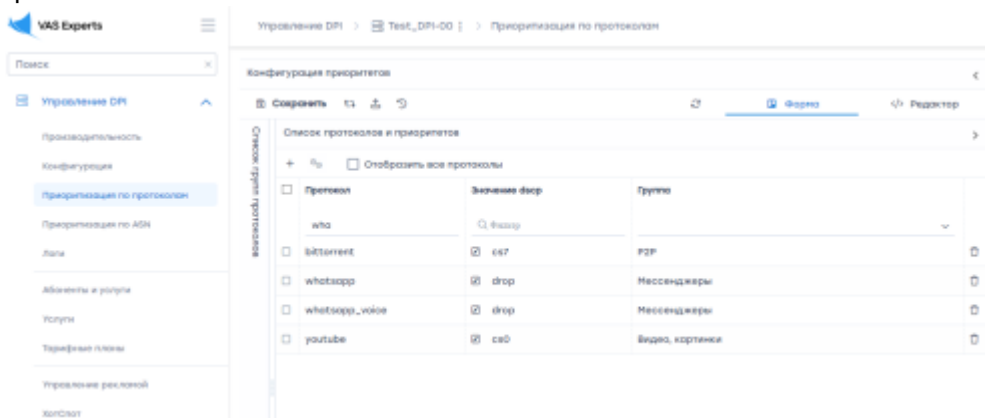 VAS Experts
Управление DPI > Test_DPI-00 > Приоритизация по протоколам
Поиск
Конфигурация приоритетов
Управление DPI
Сохранить
Форма
</> Редактор
Производительность
Список групп протоколов
Список протоколов и приоритетов
Конфигурация
Отобразить все протоколы
Приоритизация по протоколам
Протокол Значение dscp Группа
Приоритизация по ASN
wha Фильтр
Логи
bittorrent cs7 P2P
whatsapp drop Мессенджеры
Абоненты и услуги
whatsapp_voice drop Мессенджеры
Услуги
youtube cs0 Видео, картинки
Тарифные планы
Управление рекламой
ХотСпот